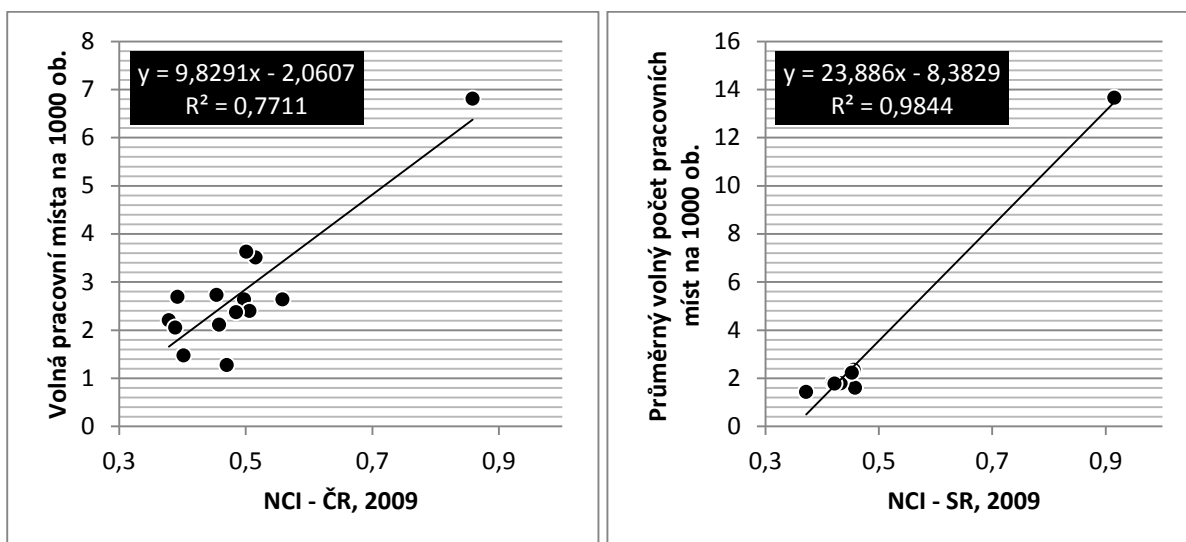 Volná pracovní místa na 1000 ob.
8
7
6
5
4
3
2
1
0
y = 9,8291x - 2,0607
R² = 0,7711
0,3
0,5
0,7
0,9
NCI - ČR, 2009
Průměrný volný počet pracovních
míst na 1000 ob.
16
14
12
10
8
6
4
2
0
y = 23,886x - 8,3829
R² = 0,9844
0,3
0,5
0,7
0,9
NCI - SR, 2009